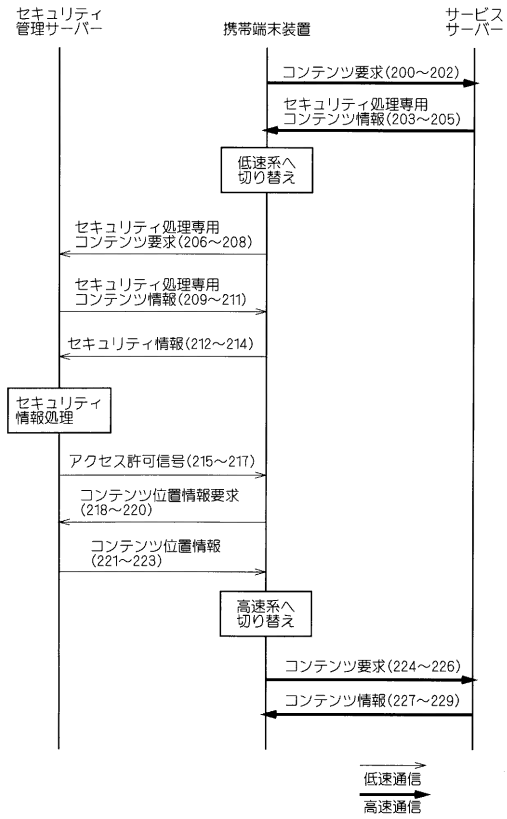 セキュリティ
管理サーバー
携帯端末装置
サービス
サーバー
コンテンツ要求(200～202)
セキュリティ処理専用
コンテンツ情報(203～205)
低速系へ
切り替え
セキュリティ処理専用
コンテンツ要求(206～208)
セキュリティ処理専用
コンテンツ情報(209～211)
セキュリティ情報(212～214)
セキュリティ
情報処理
アクセス許可信号(215～217)
コンテンツ位置情報要求
(218～220)
コンテンツ位置情報
(221～223)
高速系へ
切り替え
コンテンツ要求(224～226)
コンテンツ情報(227～229)
低速通信
高速通信